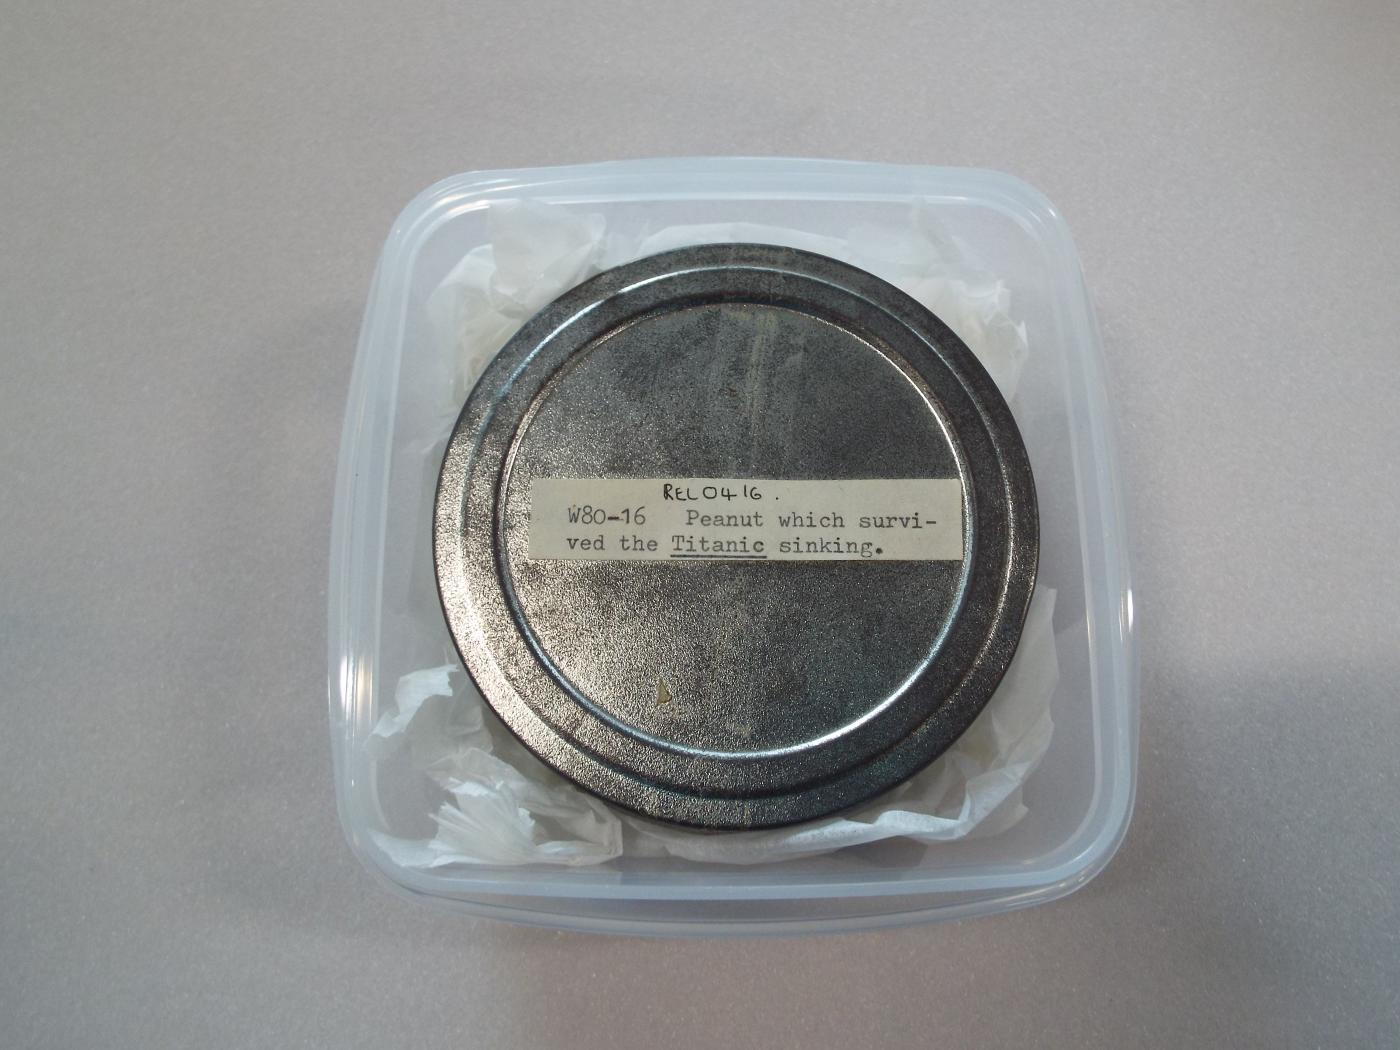 REL0416.
W80-16 Peanut which survi-
ved the Titanic sinking.